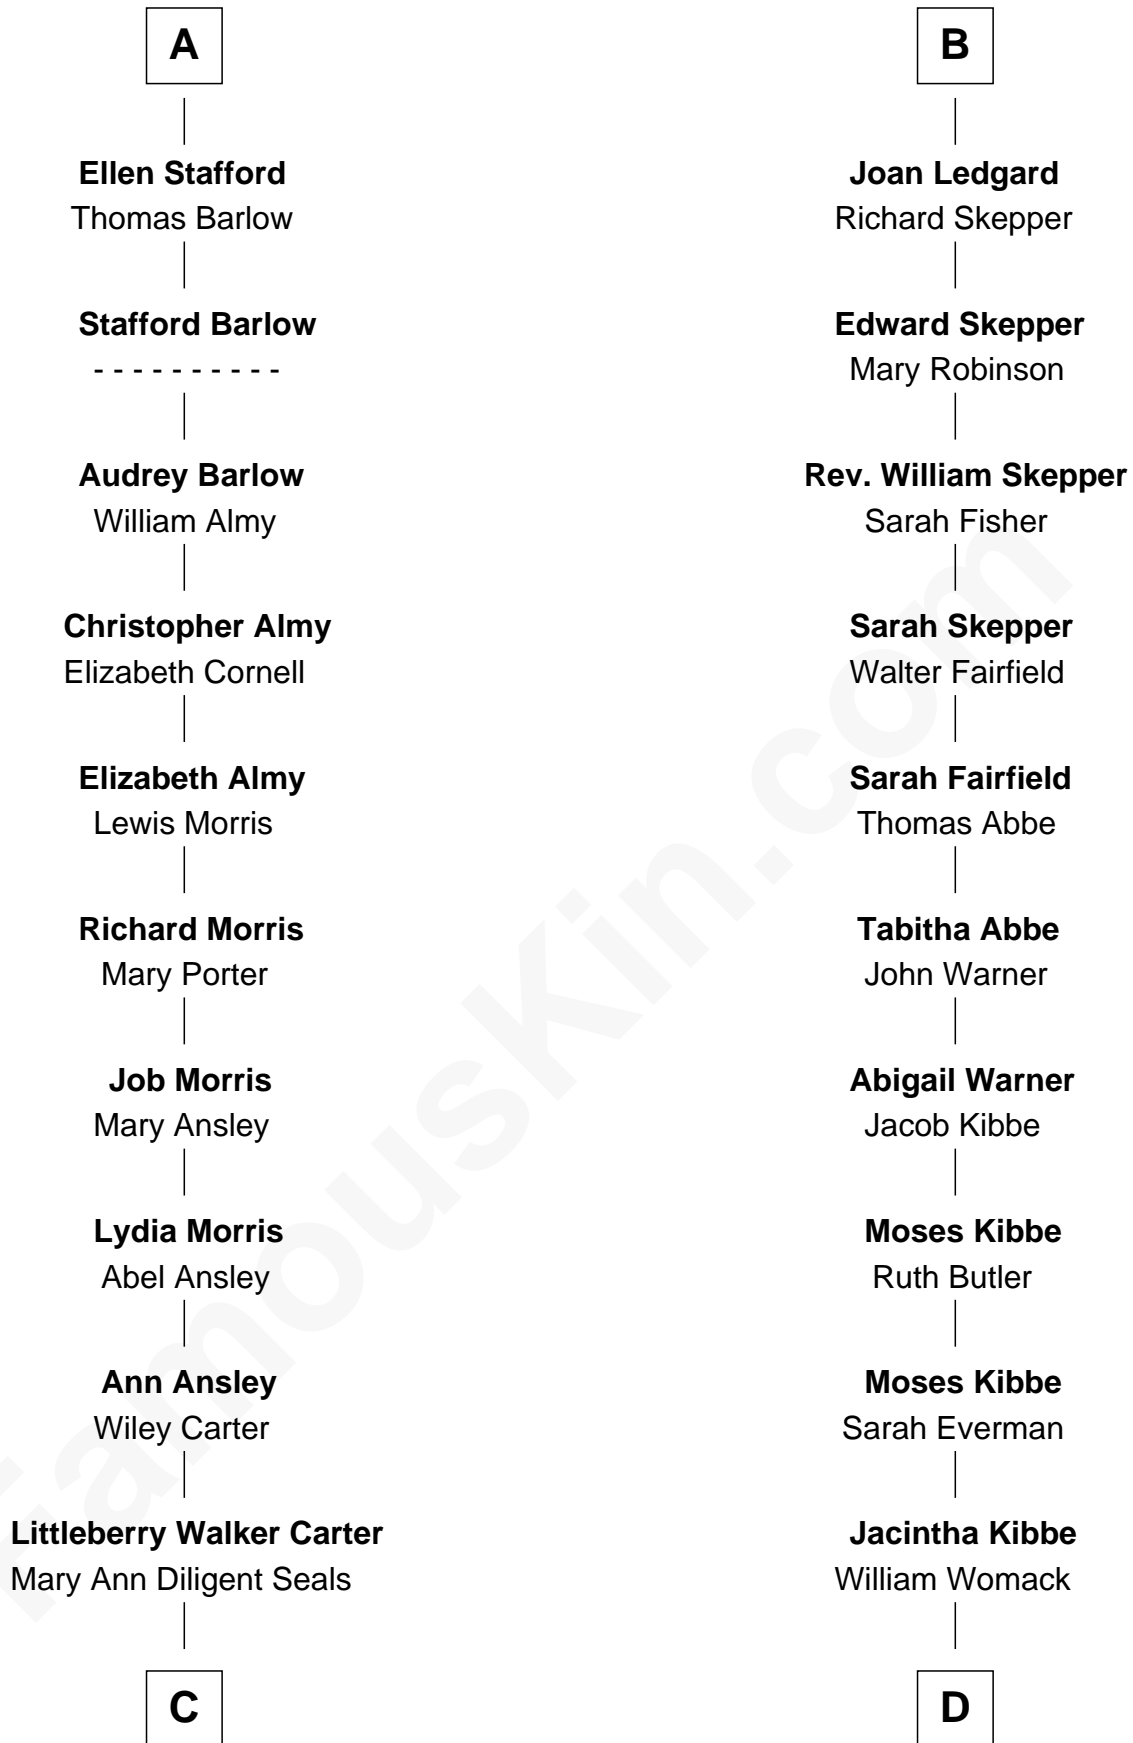 A
Ellen Stafford
Thomas Barlow
Stafford Barlow
- - - - - - - - - -
Audrey Barlow
William Almy
Christopher Almy
Elizabeth Cornell
Elizabeth Almy
Lewis Morris
Richard Morris
Mary Porter
Job Morris
Mary Ansley
Lydia Morris
Abel Ansley
Ann Ansley
Wiley Carter
Littleberry Walker Carter
Mary Ann Diligent Seals
C
B
Joan Ledgard
Richard Skepper
Edward Skepper
Mary Robinson
Rev. William Skepper
Sarah Fisher
Sarah Skepper
Walter Fairfield
Sarah Fairfield
Thomas Abbe
Tabitha Abbe
John Warner
Abigail Warner
Jacob Kibbe
Moses Kibbe
Ruth Butler
Moses Kibbe
Sarah Everman
Jacintha Kibbe
William Womack
D
FamousKin.com